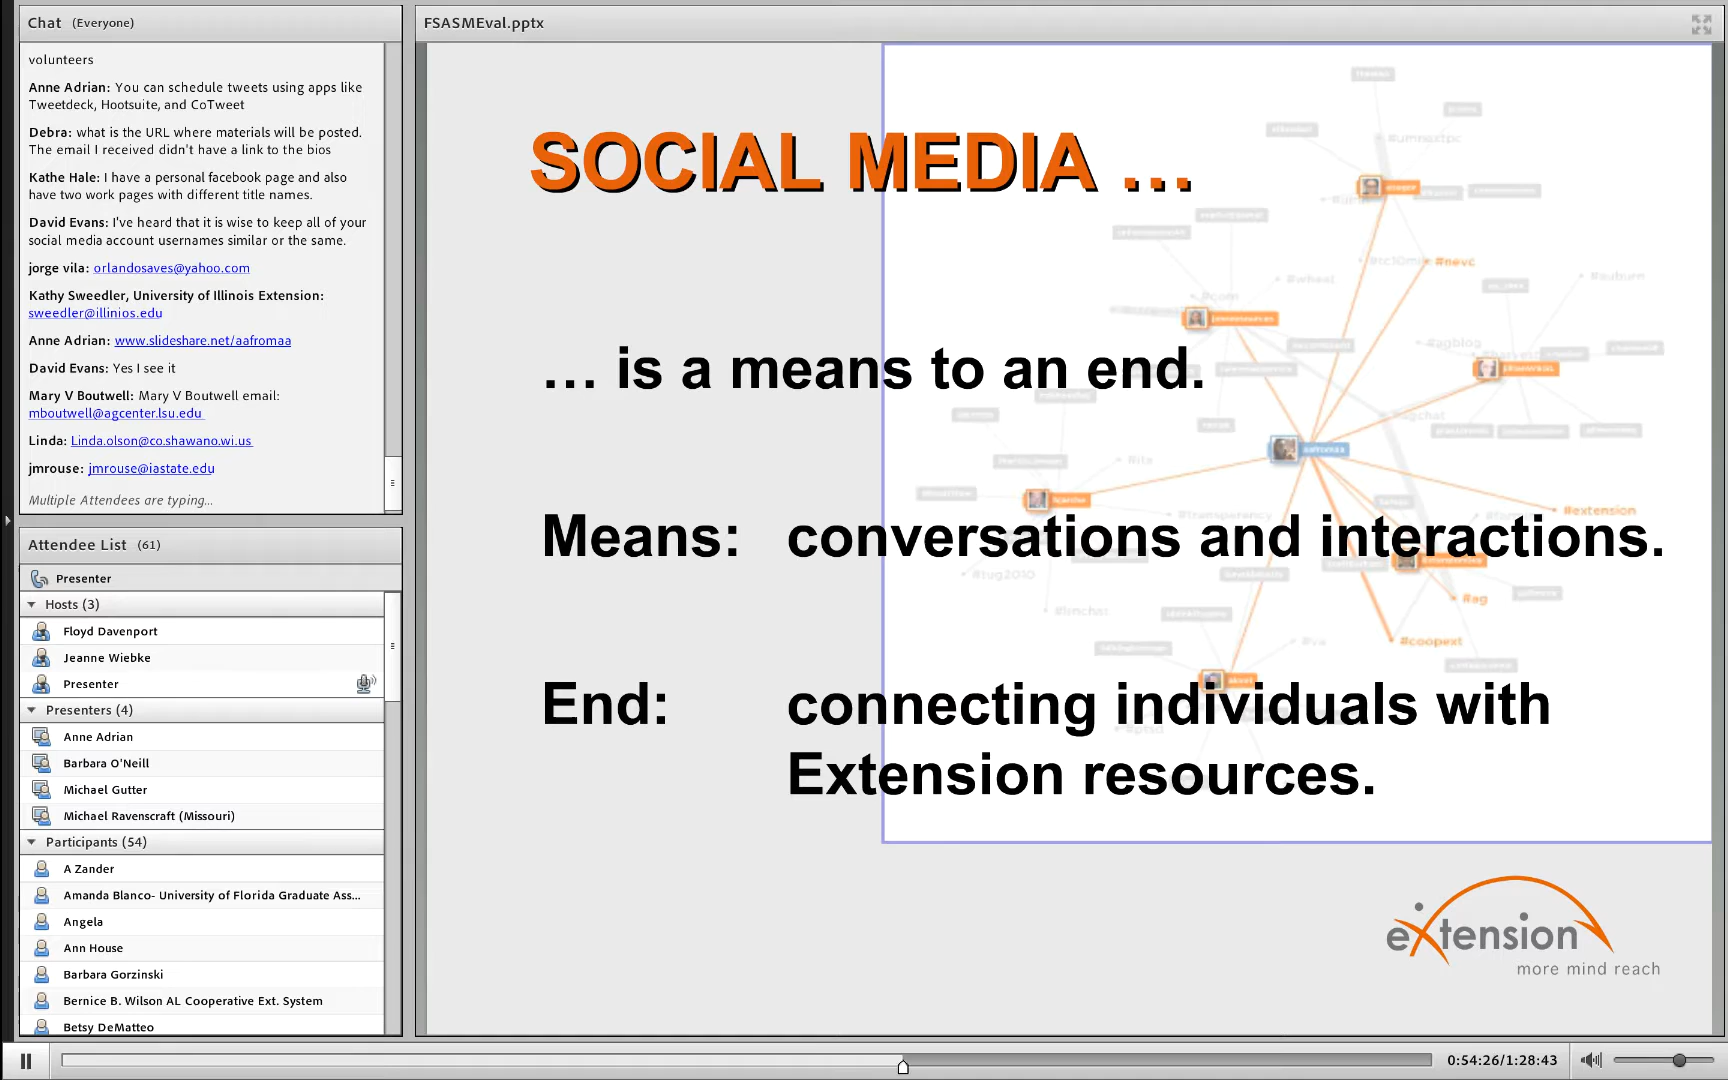 Chat (Everyone)
volunteers
Anne Adrian: You can schedule tweets using apps like
Tweetdeck, Hootsuite, and CoTweet
Debra: what is the URL where materials will be posted.
The email I received didn't have a link to the bios
Kathe Hale: I have a personal facebook page and also
have two work pages with different title names.
David Evans: I've heard that it is wise to keep all of your
social media account usernames similar or the same.
jorge vila: orlandosaves@yahoo.com
Kathy Sweedler, University of Illinois Extension:
sweedler@illinios.edu
Anne Adrian: www.slideshare.net/aafromaa
David Evans: Yes I see it
Mary V Boutwell: Mary V Boutwell email:
mboutwell@agcenter.lsu.edu
Linda: Linda.olson@co.shawano.wi.us
jmrouse: jmrouse@iastate.edu
Multiple Attendees are typing...
Attendee List (61)
Presenter
Hosts (3)
Floyd Davenport
Jeanne Wiebke
Presenter
Presenters (4)
Anne Adrian
Barbara O'Neill
Michael Gutter
Michael Ravenscraft (Missouri)
Participants (54)
A Zander
Amanda Blanco- University of Florida Graduate Ass...
Angela
Ann House
Barbara Gorzinski
Bernice B. Wilson AL Cooperative Ext. System
Betsy DeMatteo
FSASMEval.pptx
SOCIAL MEDIA ...
... is a means to an end.
Means: conversations and interactions.
End: connecting individuals with
Extension resources.
#umnextpc
#nevc
#wheel
#auburn
#agblog
#agchat
#extension
#transparency
#fug2010
#lynchat
#ag
#coopext
aafromaa
eXtension
more mind reach
0:54:26/1:28:43